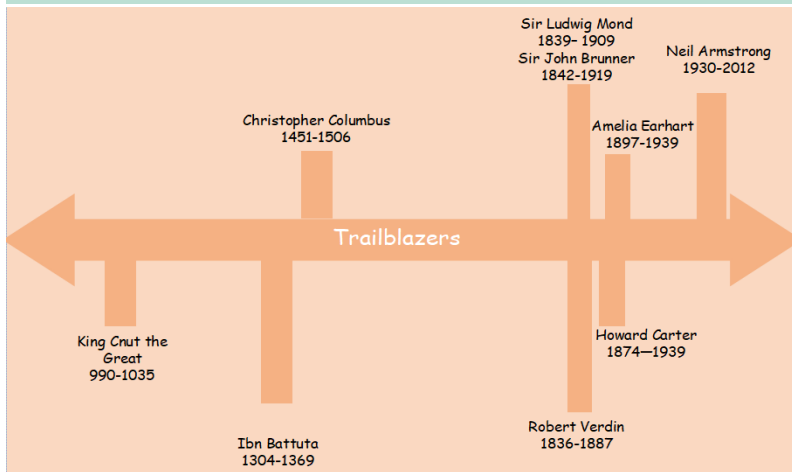 Sir Ludwig Mond
1839– 1909
Sir John Brunner
1842-1919
Neil Armstrong
1930-2012
Christopher Columbus
1451-1506
Amelia Earhart
1897-1939
Trailblazers
King Cnut the
Great
990-1035
Howard Carter
1874—1939
Ibn Battuta
1304-1369
Robert Verdin
1836-1887